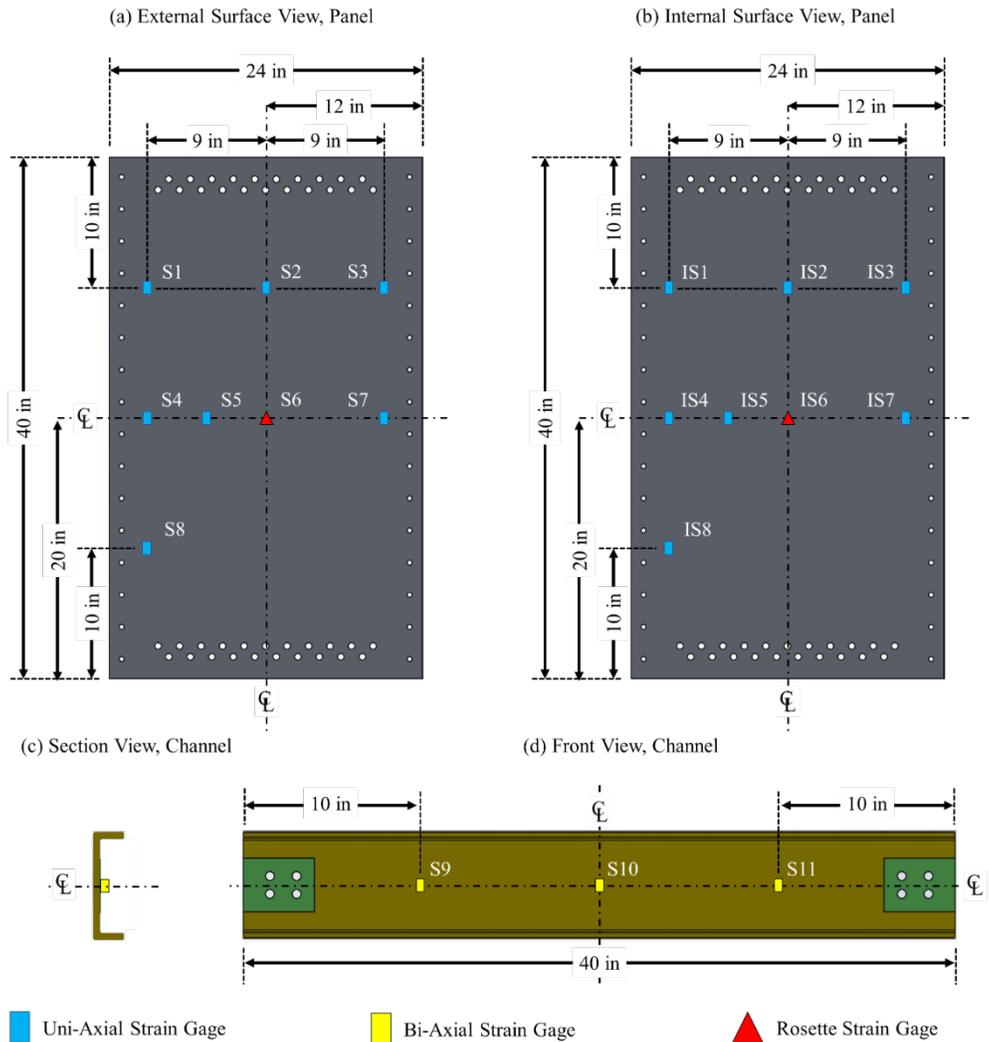 (a) External Surface View, Panel
24 in
12 in
9 in
9 in
10 in
40 in
20 in
10 in
S1
S2
S3
S4
S5
S6
S7
S8
℄
℄
(b) Internal Surface View, Panel
24 in
12 in
9 in
9 in
10 in
40 in
20 in
10 in
IS1
IS2
IS3
IS4
IS5
IS6
IS7
IS8
℄
℄
(c) Section View, Channel
℄
(d) Front View, Channel
10 in
℄
10 in
S9
S10
S11
℄
40 in
Uni-Axial Strain Gage
Bi-Axial Strain Gage
Rosette Strain Gage